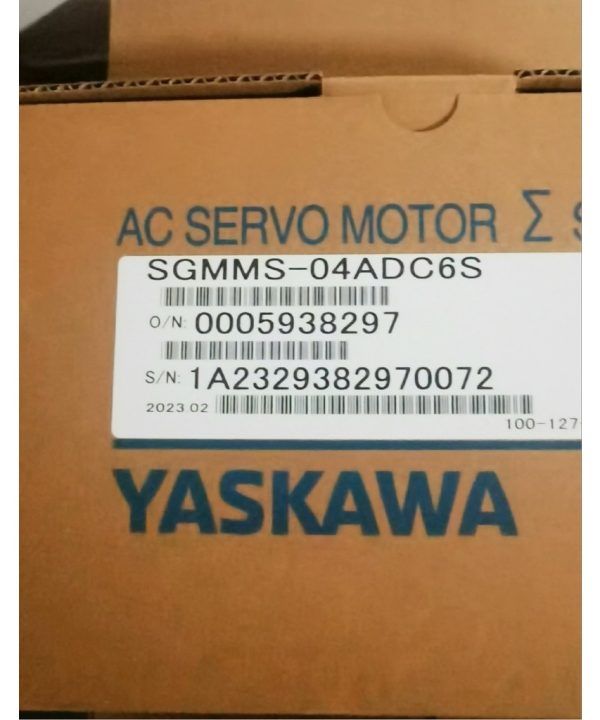 AC SERVO MOTOR Σ
SGMMS-04ADC6S
O/N: 0005938297
S/N: 1A2329382970072
2023 02
100-127
YASKAWA